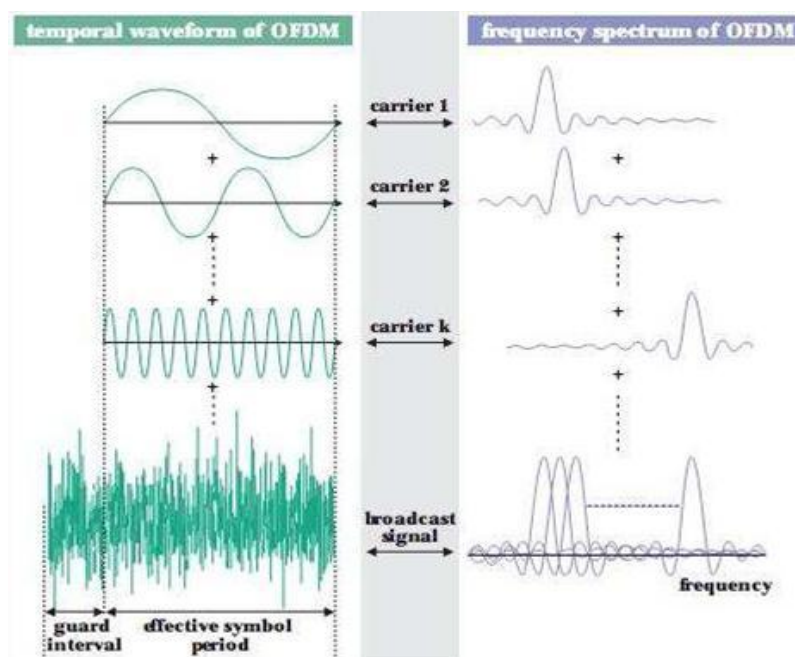 temporal waveform of OFDM
frequency spectrum of OFDM
carrier 1
+
+
carrier 2
+
+
+
+
carrier k
+
+
broadcast
signal
frequency
guard
interval
effective symbol
period